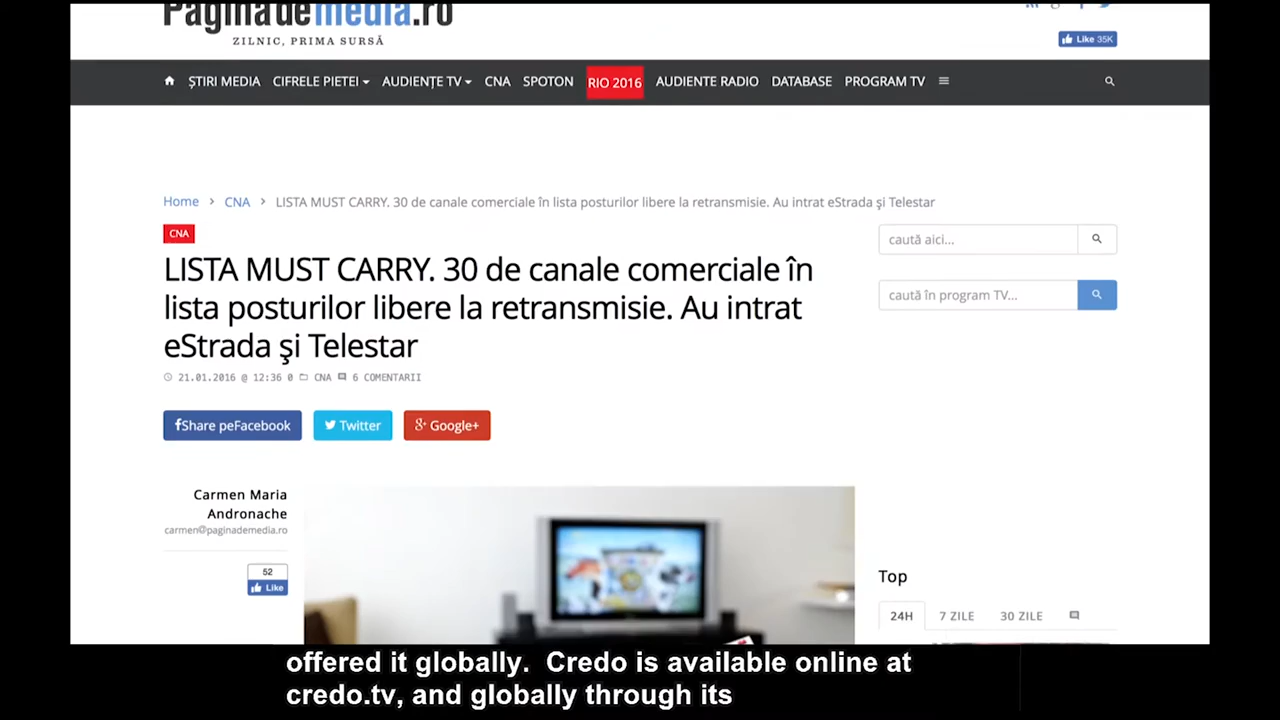 Paginademedia.ro
ZILNIC, PRIMA SURSĂ
Like 35K
ȘTIRI MEDIA CIFRELE PIETEI AUDIENȚE TV CNA SPOTON RIO 2016 AUDIENTE RADIO DATABASE PROGRAM TV
Home > CNA > LISTA MUST CARRY. 30 de canale comerciale în lista posturilor libere la retransmisie. Au intrat eStrada şi Telestar
CNA
caută aici...
LISTA MUST CARRY. 30 de canale comerciale în
lista posturilor libere la retransmisie. Au intrat
eStrada şi Telestar
caută în program TV...
21.01.2016 @ 12:36 0 CNA 6 COMENTARII
Share peFacebook Twitter Google+
Carmen Maria
Andronache
carmen@paginademedia.ro
52
Like
Top
24H 7 ZILE 30 ZILE
offered it globally. Credo is available online at
credo.tv, and globally through its